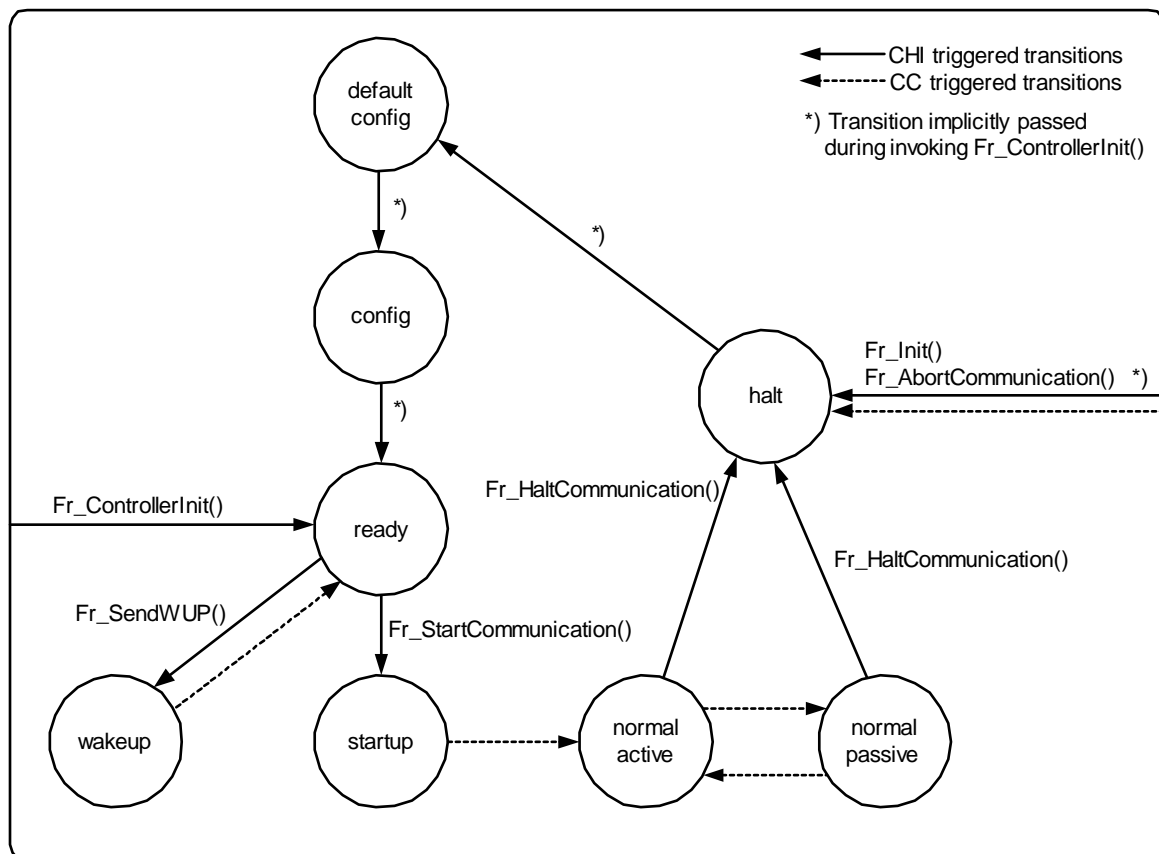 CHI triggered transitions
CC triggered transitions
*) Transition implicitly passed
during invoking Fr_ControllerInit()
default
config
*)
*)
config
Fr_Init()
Fr_AbortCommunication() *)
halt
*)
Fr_HaltCommunication()
Fr_ControllerInit()
ready
Fr_HaltCommunication()
Fr_SendWUP()
Fr_StartCommunication()
wakeup
startup
normal
active
normal
passive